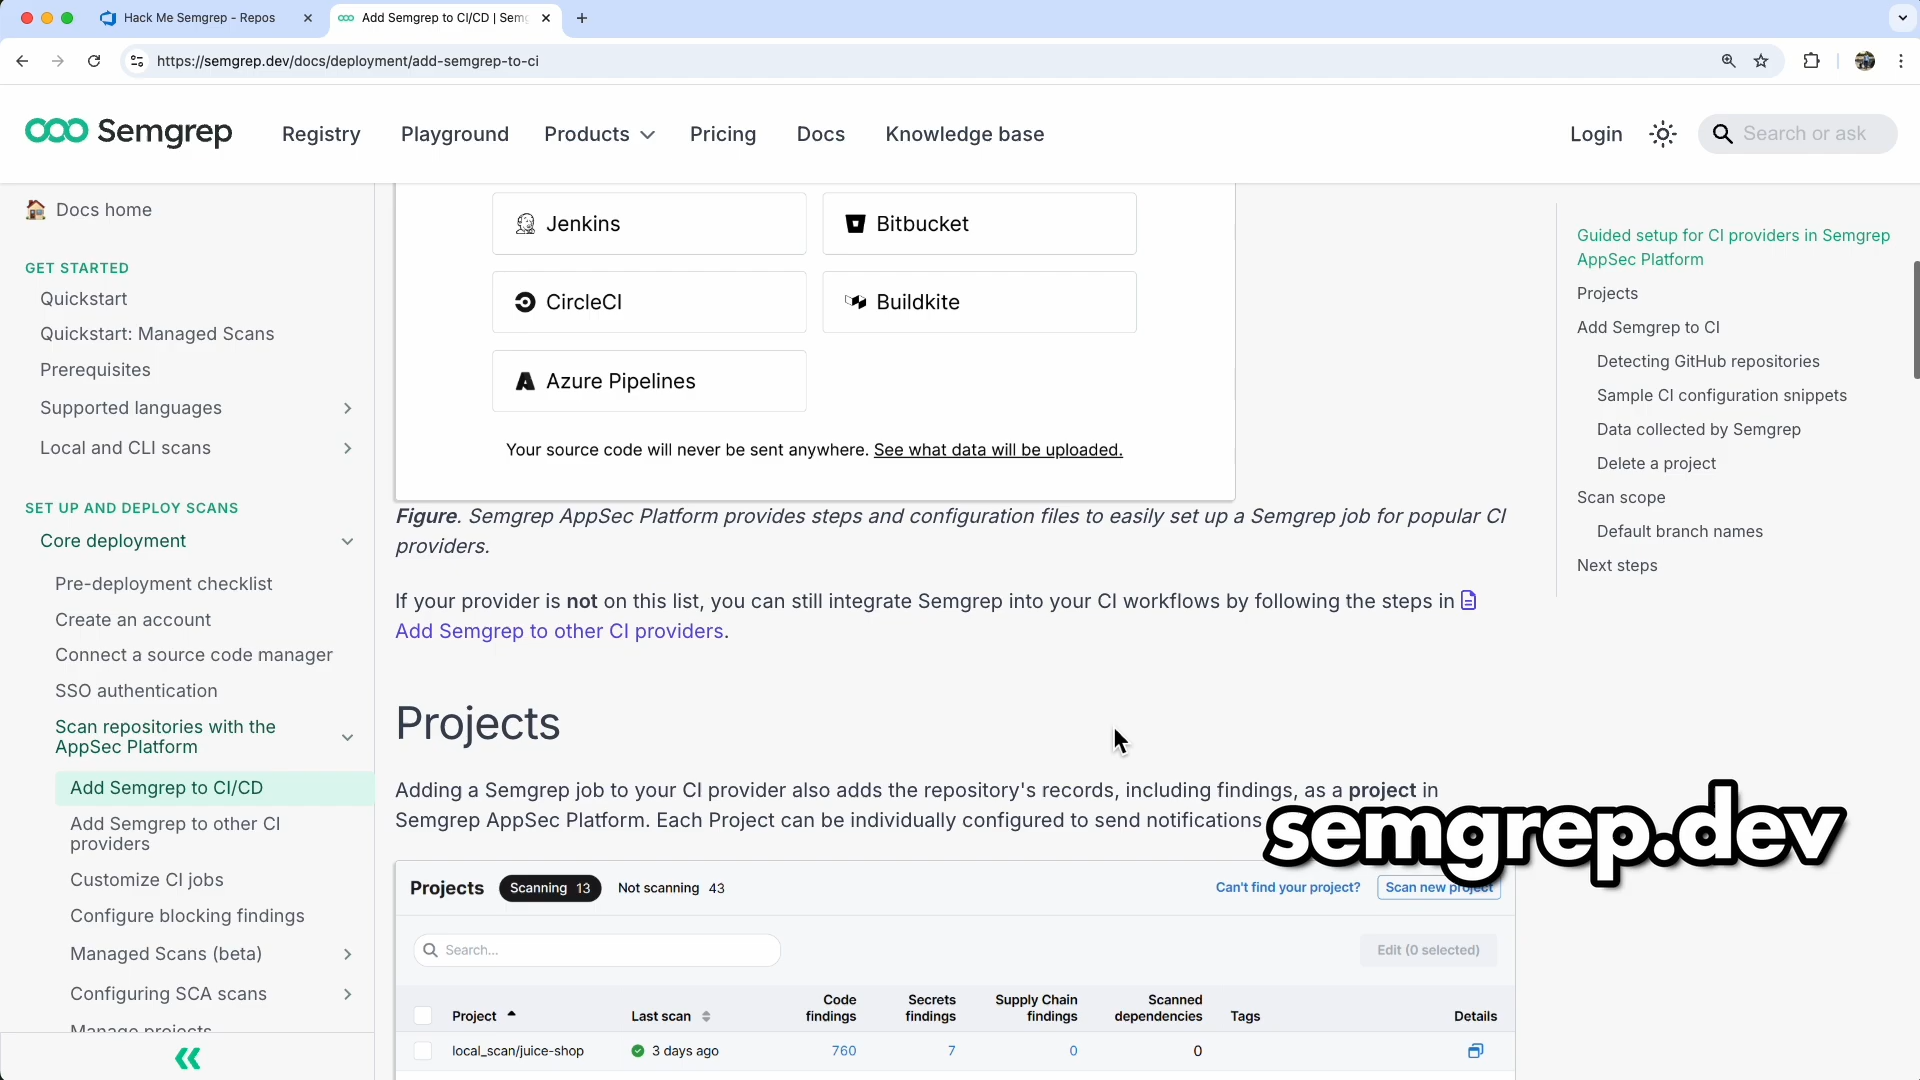 Hack Me Semgrep - Repos
Add Semgrep to CI/CD | Sem
https://semgrep.dev/docs/deployment/add-semgrep-to-ci
Semgrep
Registry
Playground
Products
Pricing
Docs
Knowledge base
Login
Search or ask
Docs home
GET STARTED
Quickstart
Quickstart: Managed Scans
Prerequisites
Supported languages
Local and CLI scans
SET UP AND DEPLOY SCANS
Core deployment
Pre-deployment checklist
Create an account
Connect a source code manager
SSO authentication
Scan repositories with the
AppSec Platform
Add Semgrep to CI/CD
Add Semgrep to other CI
providers
Customize CI jobs
Configure blocking findings
Managed Scans (beta)
Configuring SCA scans
Manage projects
Jenkins
Bitbucket
CircleCI
Buildkite
Azure Pipelines
Your source code will never be sent anywhere. See what data will be uploaded.
Figure. Semgrep AppSec Platform provides steps and configuration files to easily set up a Semgrep job for popular CI
providers.
If your provider is not on this list, you can still integrate Semgrep into your CI workflows by following the steps in
Add Semgrep to other CI providers.
Projects
Adding a Semgrep job to your CI provider also adds the repository's records, including findings, as a project in
Semgrep AppSec Platform. Each Project can be individually configured to send notifications
semgrep.dev
Projects
Scanning 13
Not scanning 43
Can't find your project?
Scan new project
Search...
Edit (0 selected)
Project
Last scan
Code
findings
Secrets
findings
Supply Chain
findings
Scanned
dependencies
Tags
Details
local_scan/juice-shop
3 days ago
760
7
0
0
Guided setup for CI providers in Semgrep
AppSec Platform
Projects
Add Semgrep to CI
Detecting GitHub repositories
Sample CI configuration snippets
Data collected by Semgrep
Delete a project
Scan scope
Default branch names
Next steps